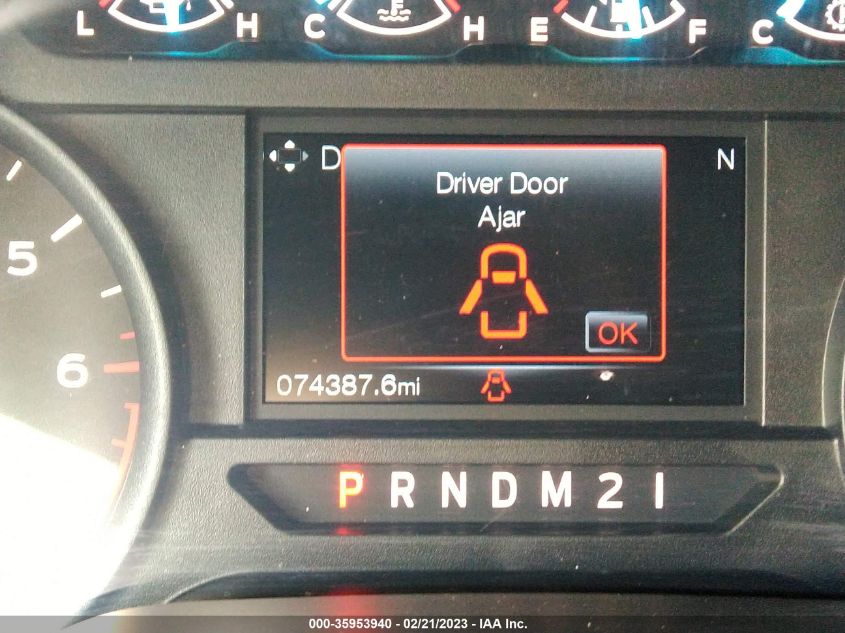 L H C H E F C
D N
Driver Door
Ajar
5
OK
6
074387.6mi
P R N D M 2 1
000-35953940 - 02/21/2023 - IAA Inc.